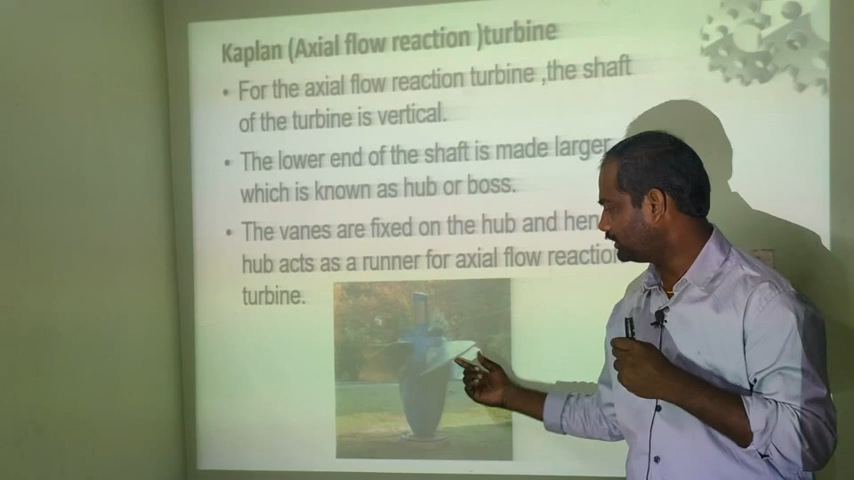 Kaplan (Axial flow reaction )turbine
• For the axial flow reaction turbine ,the shaft
of the turbine is vertical.
• The lower end of the shaft is made larger
which is known as hub or boss.
• The vanes are fixed on the hub and
hub acts as a runner for axial flow
turbine.